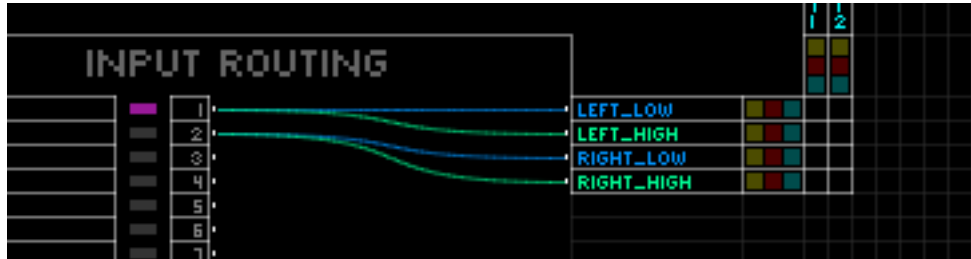 1 2
INPUT ROUTING
1 LEFT_LOW
2 LEFT_HIGH
3 RIGHT_LOW
4 RIGHT_HIGH
5
6